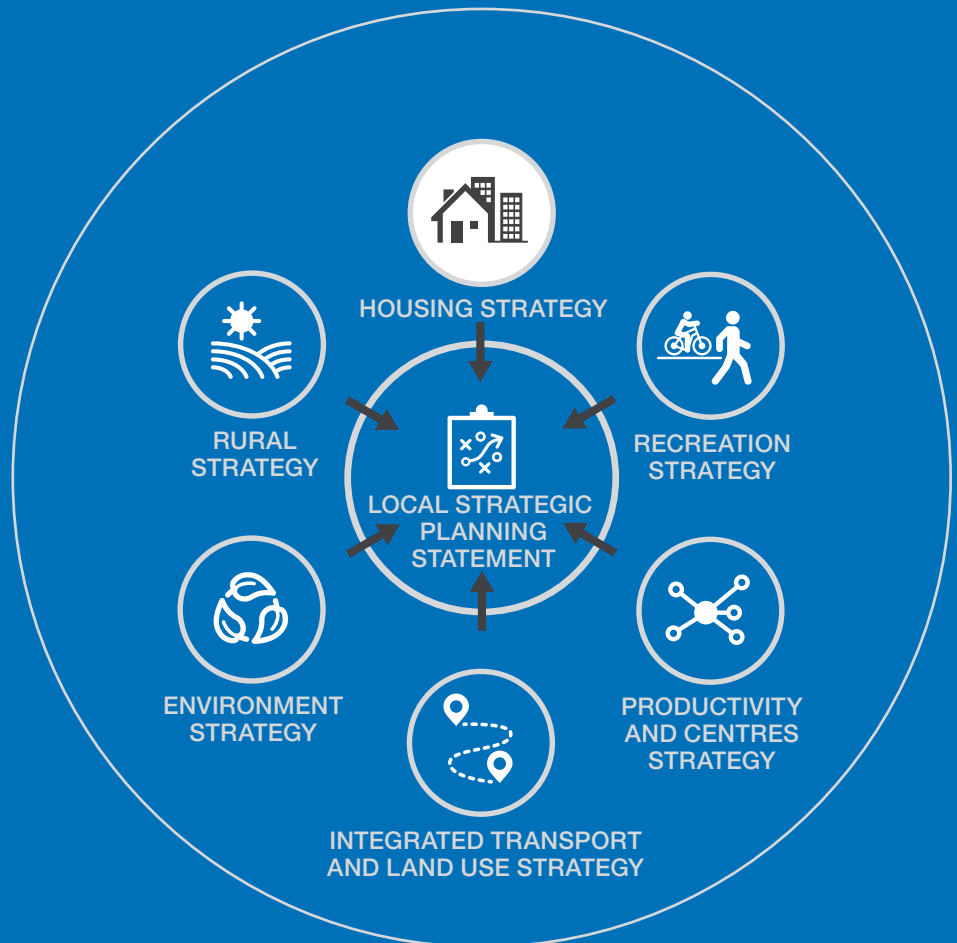 HOUSING STRATEGY
RURAL
STRATEGY
RECREATION
STRATEGY
LOCAL STRATEGIC
PLANNING
STATEMENT
ENVIRONMENT
STRATEGY
PRODUCTIVITY
AND CENTRES
STRATEGY
INTEGRATED TRANSPORT
AND LAND USE STRATEGY